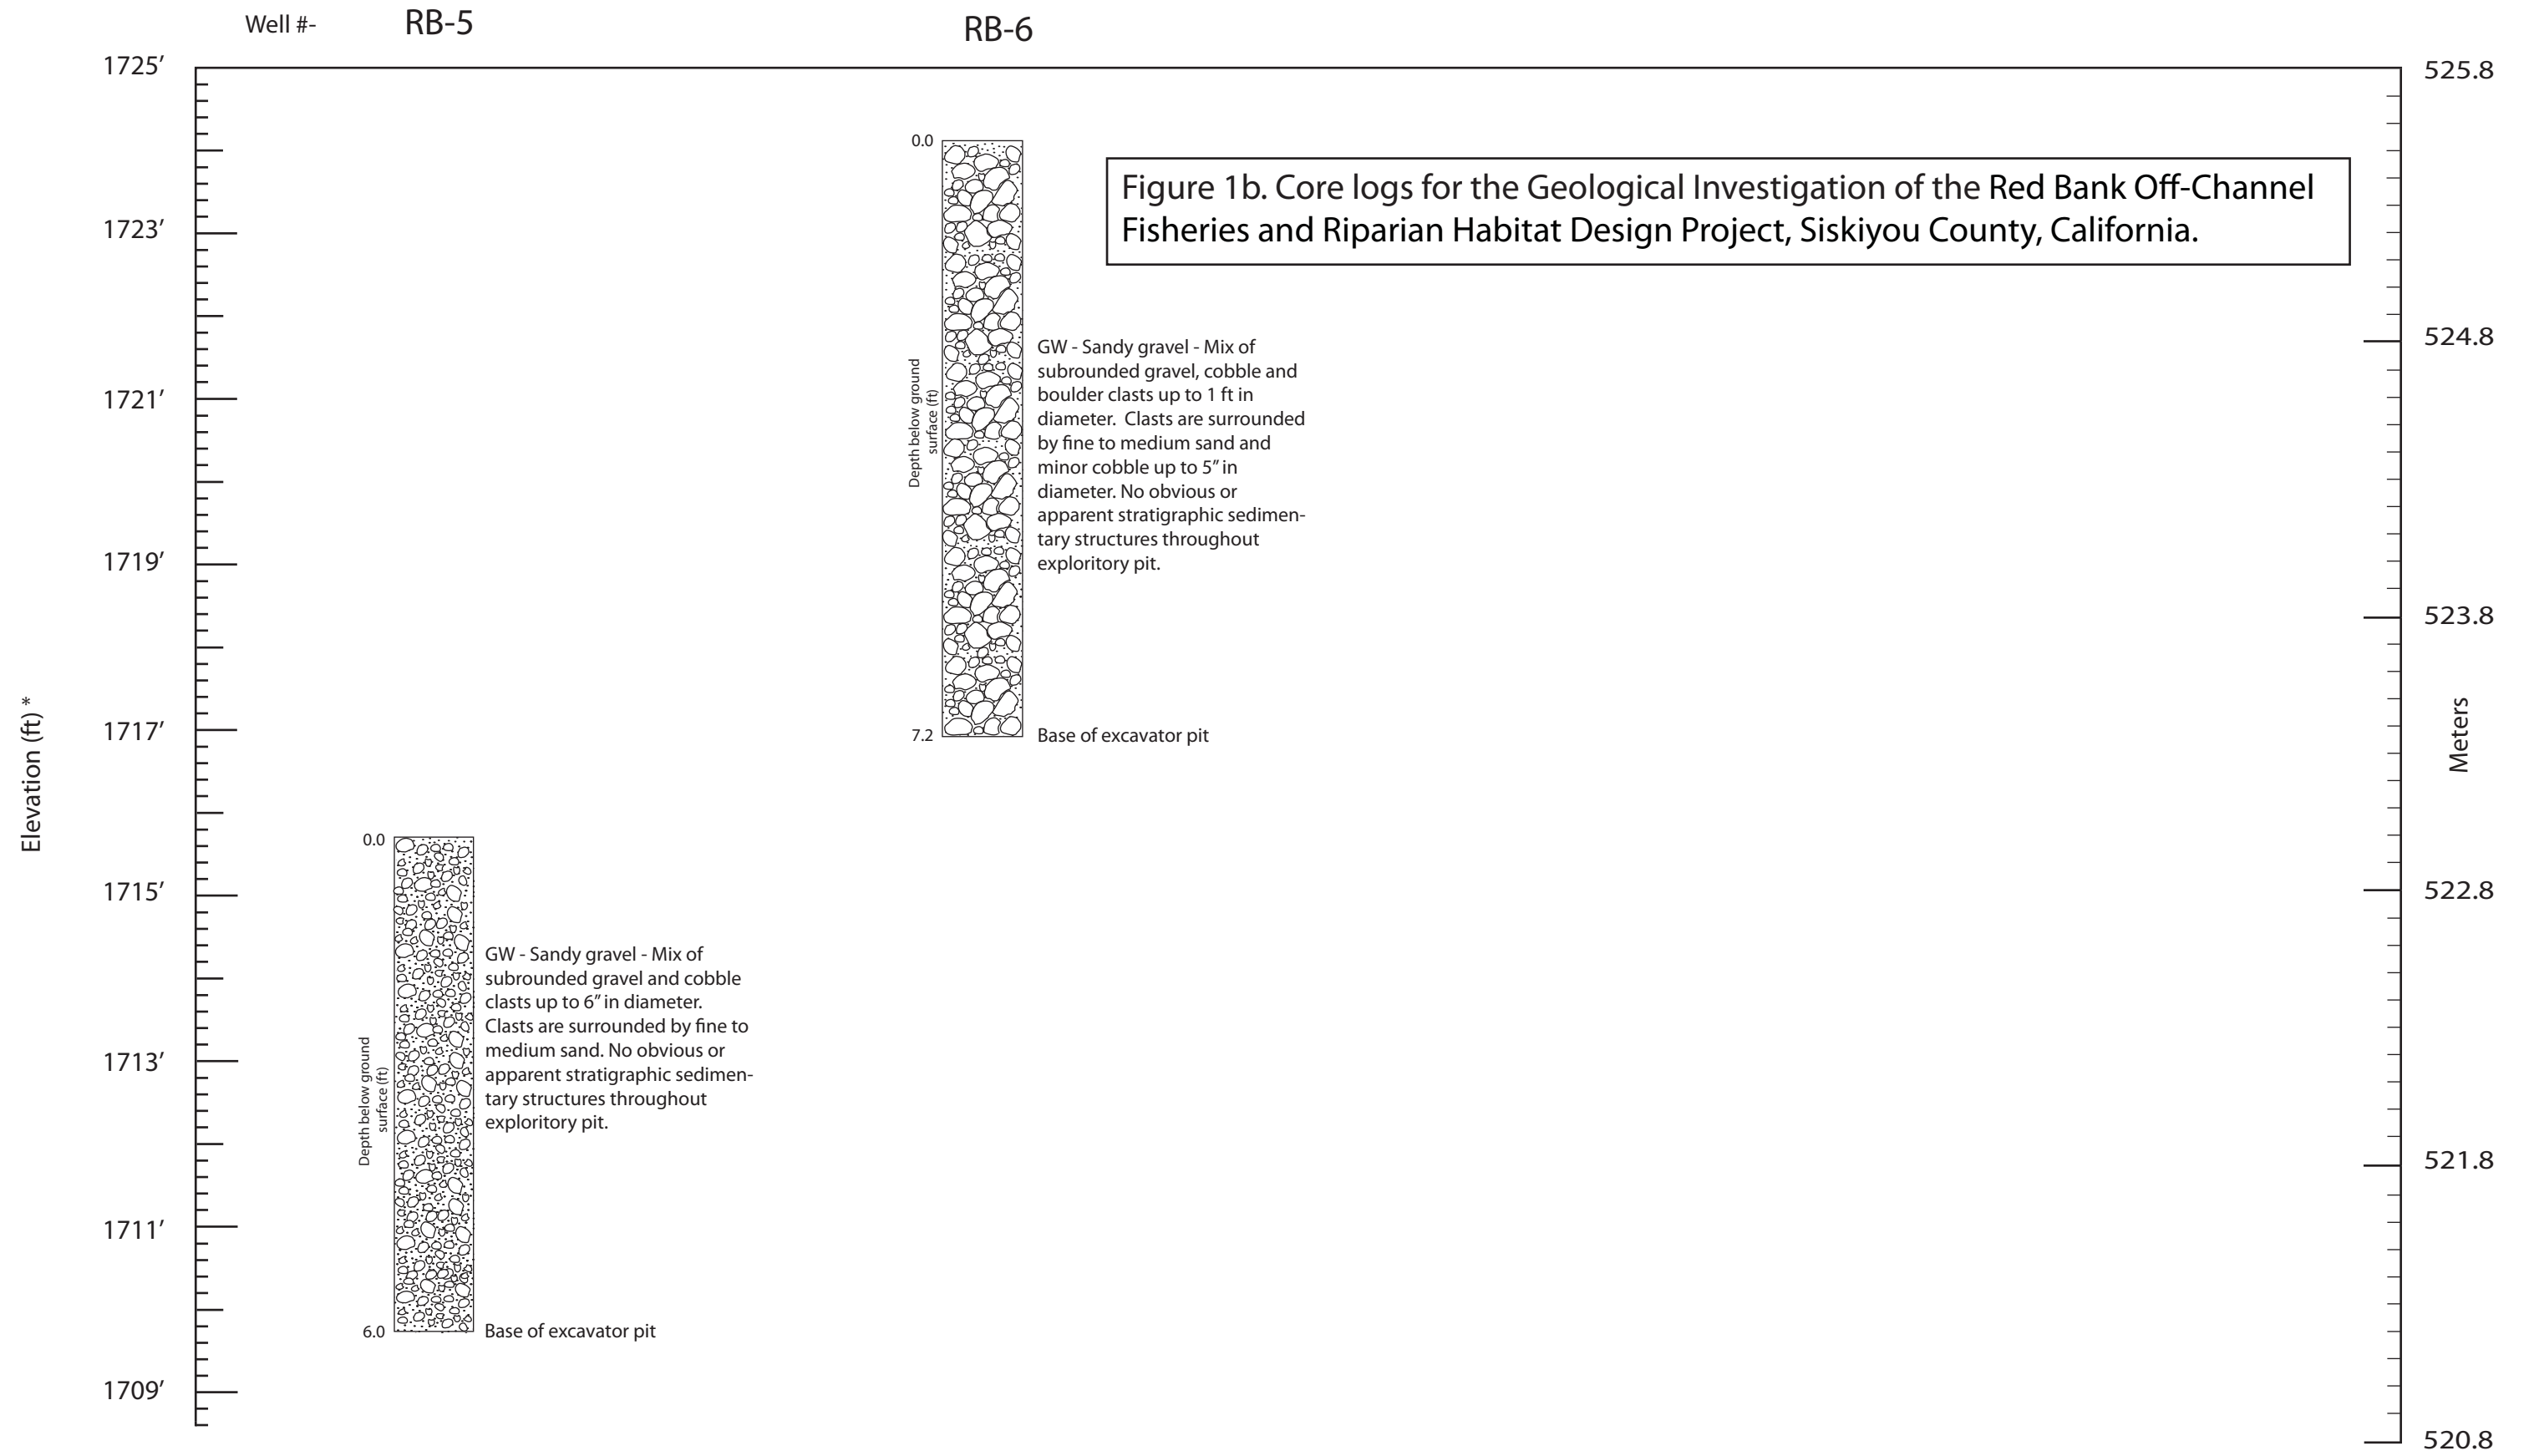 Well #-
RB-5
RB-6
1725′
1723′
1721′
1719′
1717′
1715′
1713′
1711′
1709′
Elevation (ft) *
0.0
Depth below ground
surface (ft)
7.2
Figure 1b. Core logs for the Geological Investigation of the Red Bank Off-Channel
Fisheries and Riparian Habitat Design Project, Siskiyou County, California.
GW - Sandy gravel - Mix of
subrounded gravel, cobble and
boulder clasts up to 1 ft in
diameter.  Clasts are surrounded
by fine to medium sand and
minor cobble up to 5″ in
diameter. No obvious or
apparent stratigraphic sedimen-
tary structures throughout
exploritory pit.
Base of excavator pit
0.0
Depth below ground
surface (ft)
6.0
GW - Sandy gravel - Mix of
subrounded gravel and cobble
clasts up to 6″ in diameter.
Clasts are surrounded by fine to
medium sand. No obvious or
apparent stratigraphic sedimen-
tary structures throughout
exploritory pit.
Base of excavator pit
525.8
524.8
523.8
522.8
521.8
520.8
Meters